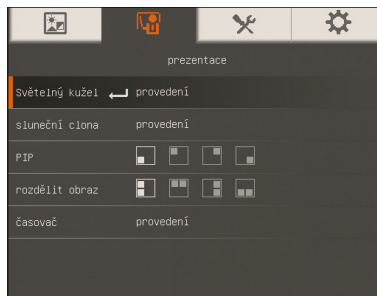 prezentace
Světelný kužel provedení
sluneční clona provedení
PIP
rozdělit obraz
časovač provedení